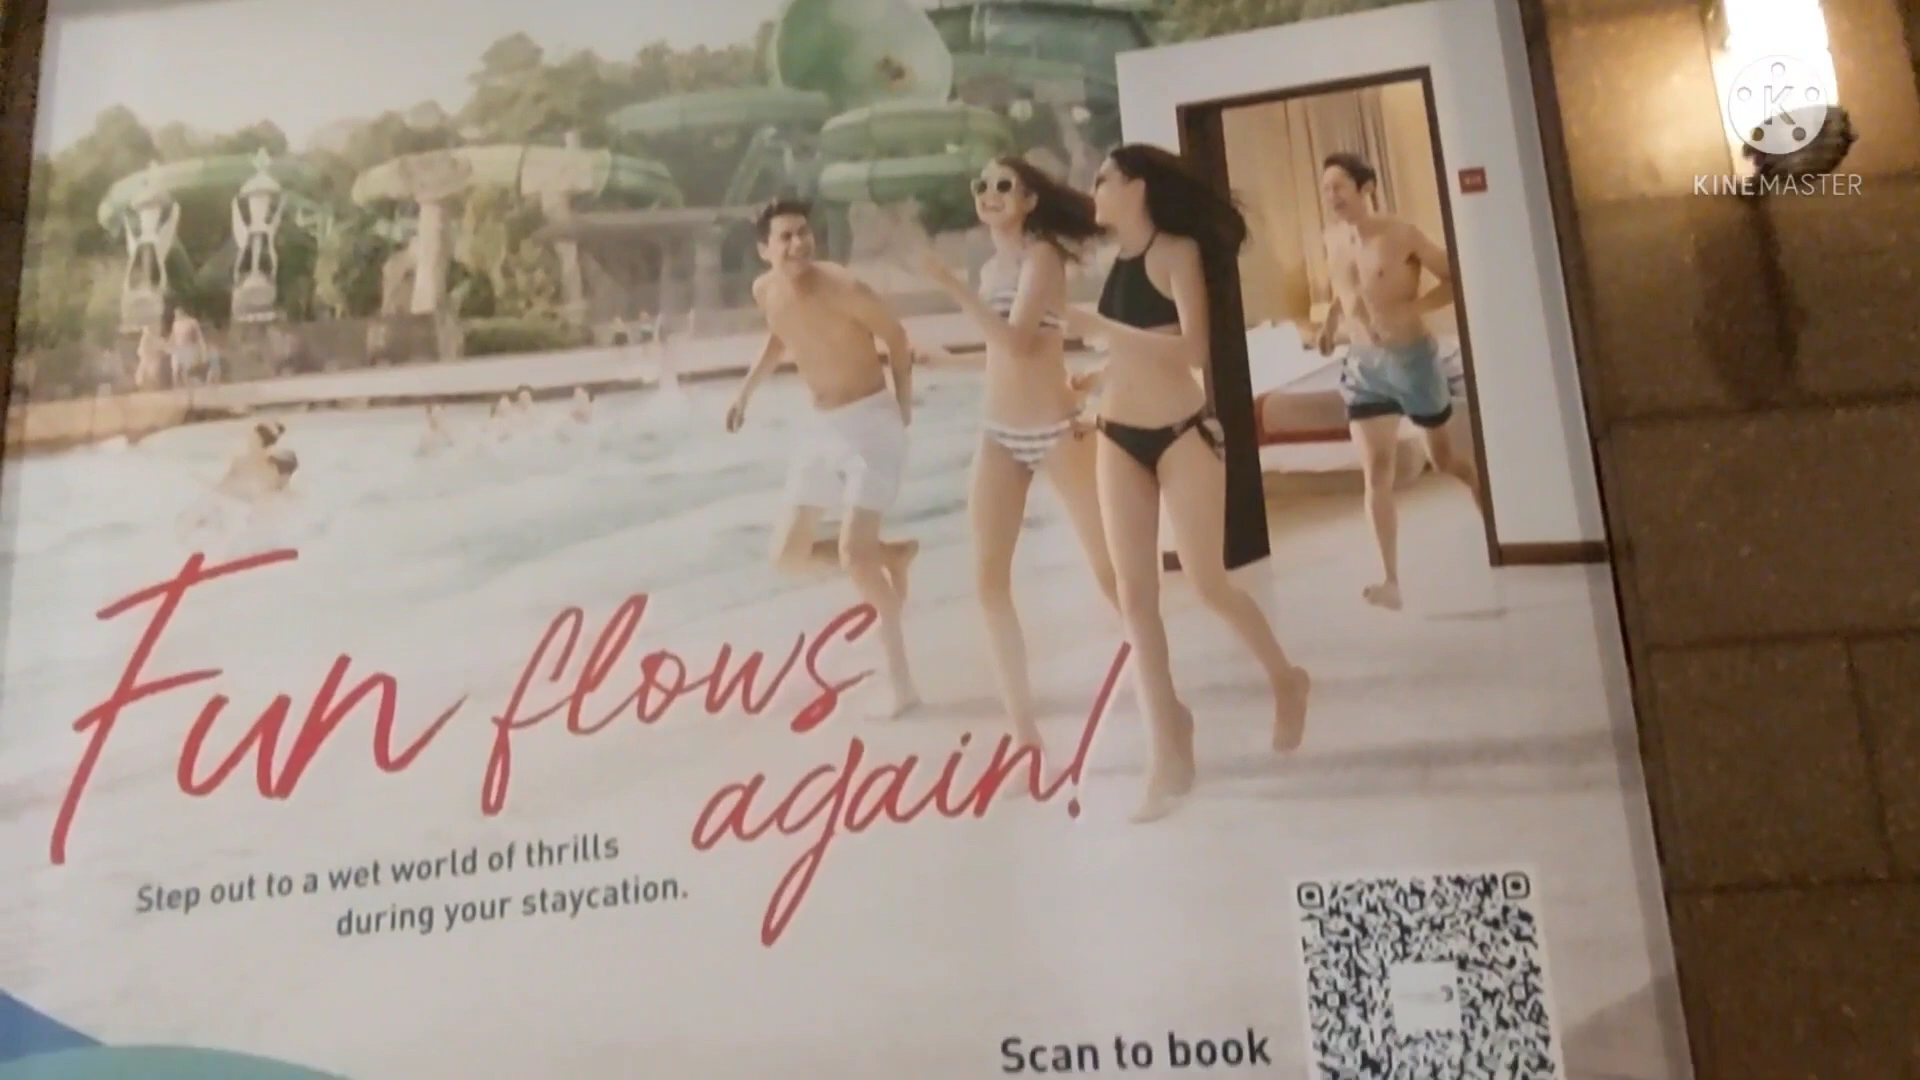 KINEMASTER
Fun flows
again!
Step out to a wet world of thrills
during your staycation.
Scan to book